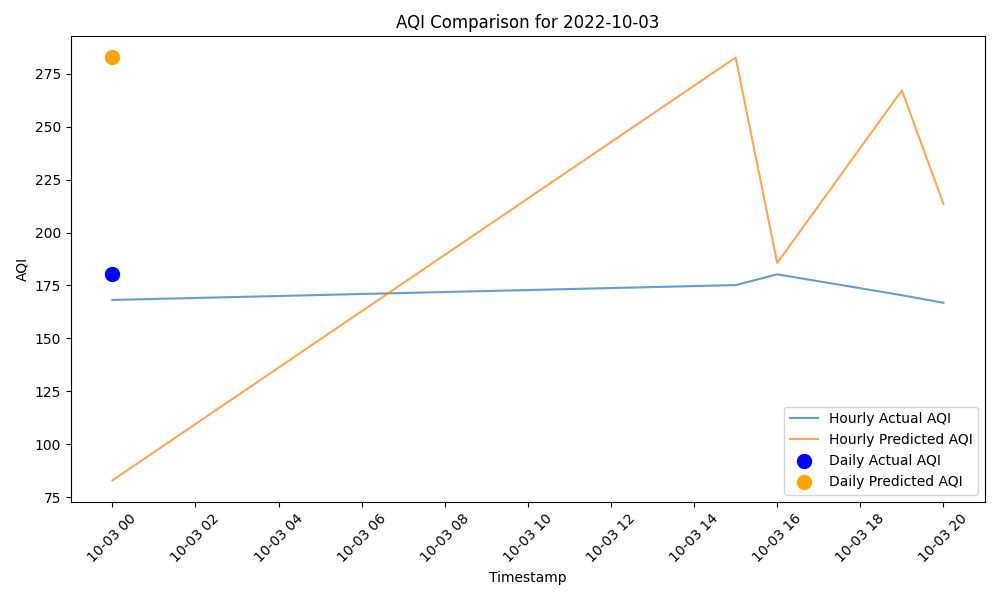 AQI Comparison for 2022-10-03
AQI
275
250
225
200
175
150
125
100
75
Hourly Actual AQI
Hourly Predicted AQI
Daily Actual AQI
Daily Predicted AQI
10-03 00
10-03 02
10-03 04
10-03 06
10-03 08
10-03 10
10-03 12
10-03 14
10-03 16
10-03 18
10-03 20
Timestamp